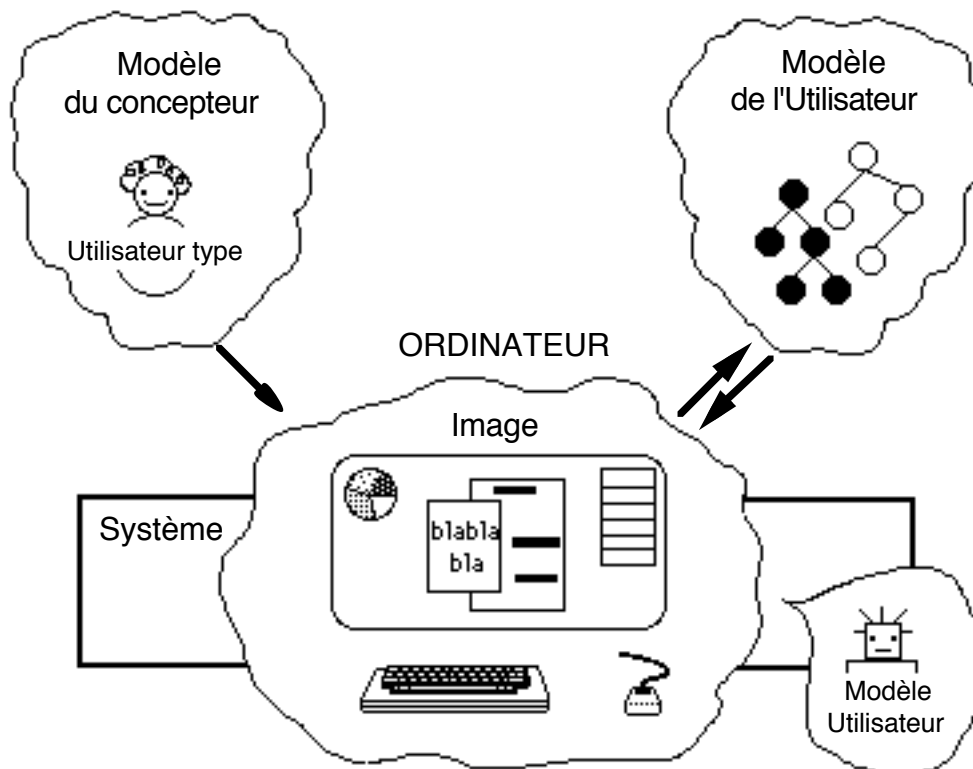 Modèle
du concepteur
Utilisateur type
Modèle
de l'Utilisateur
ORDINATEUR
Image
Système
blabla
bla
Modèle
Utilisateur